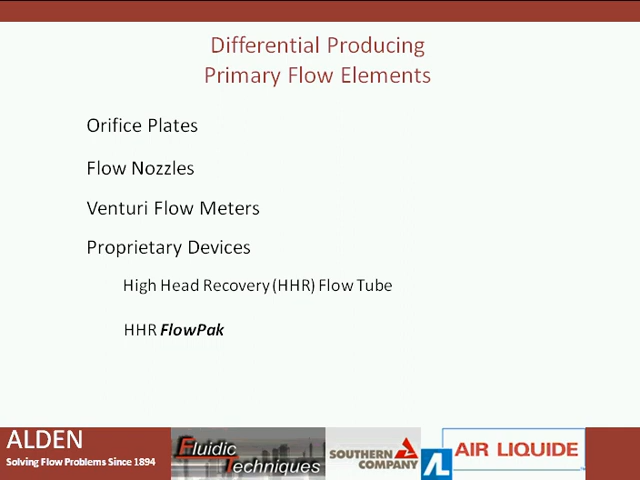 Differential Producing
Primary Flow Elements
Orifice Plates
Flow Nozzles
Venturi Flow Meters
Proprietary Devices
High Head Recovery (HHR) Flow Tube
HHR FlowPak
ALDEN
Solving Flow Problems Since 1894
Fluidic
Techniques
SOUTHERN
COMPANY
AL
AIR LIQUIDE